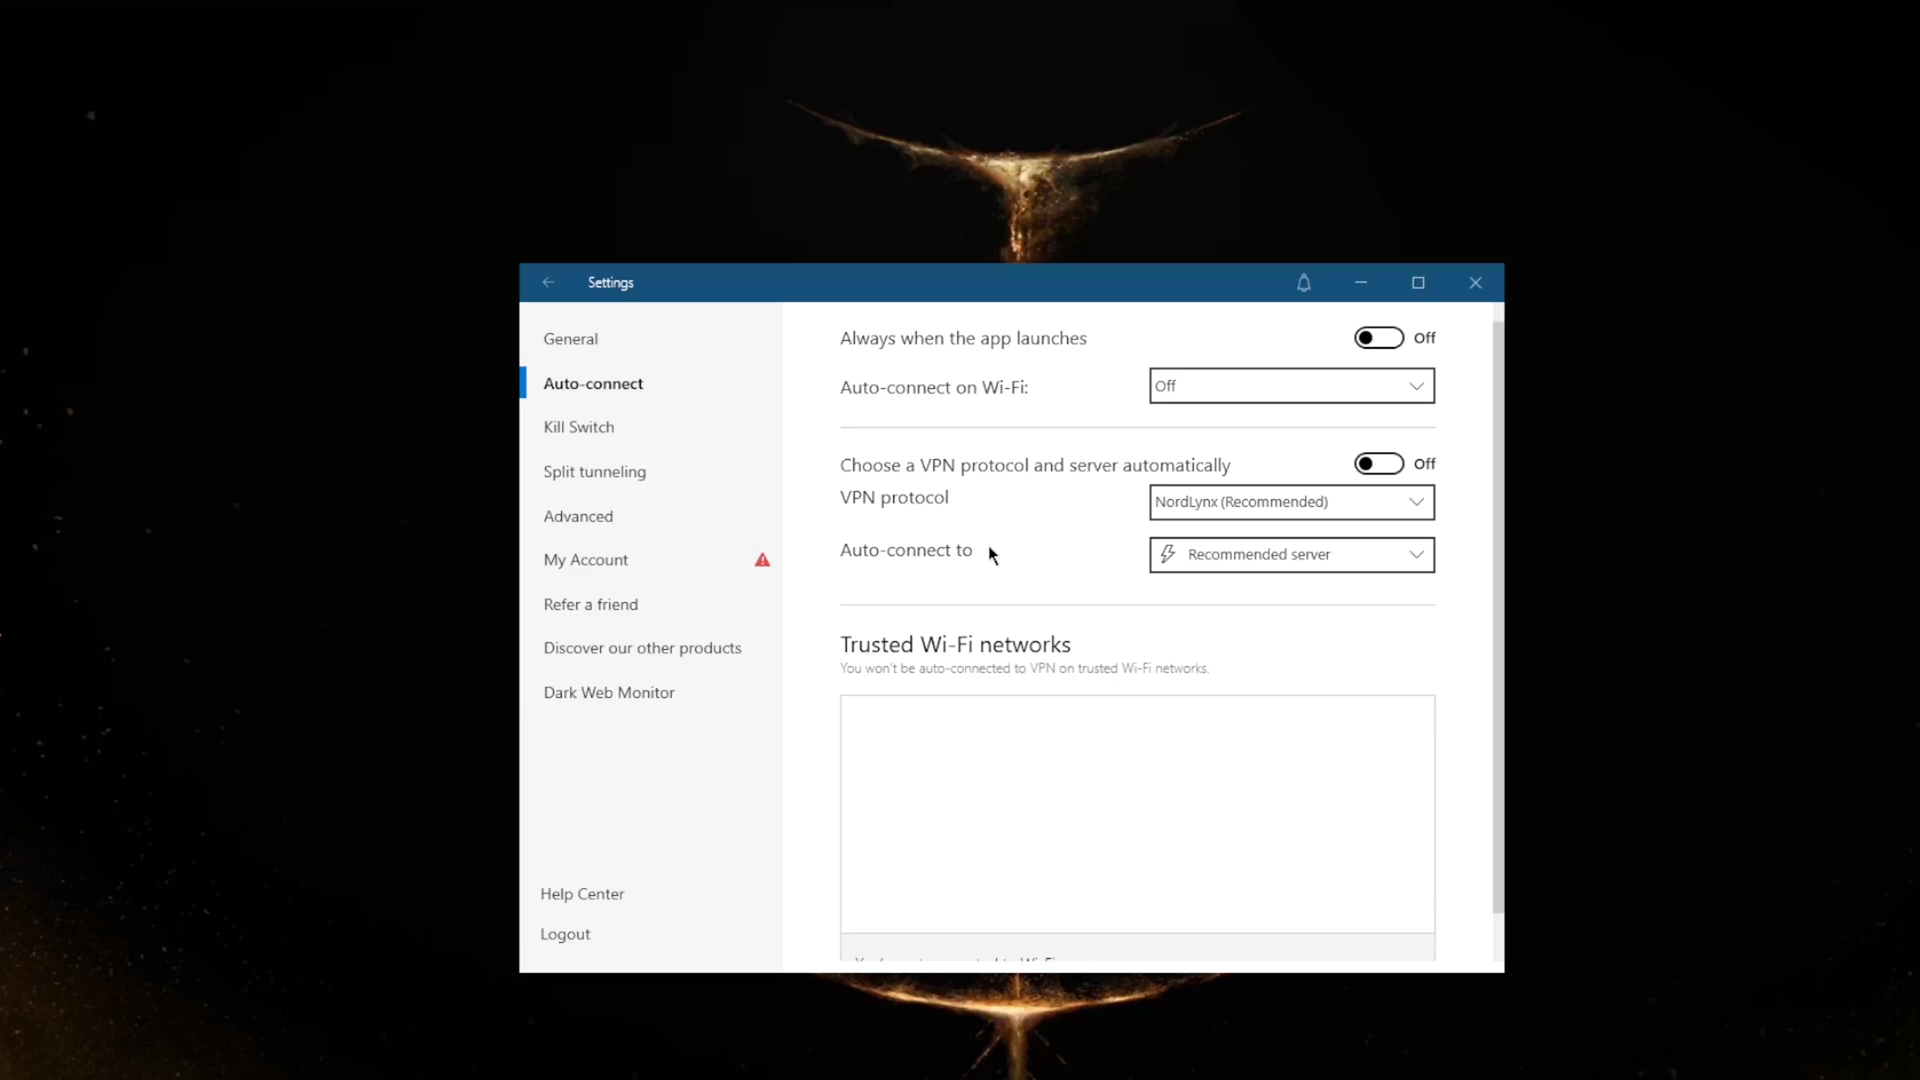 Settings
General
Auto-connect
Kill Switch
Split tunneling
Advanced
My Account
Refer a friend
Discover our other products
Dark Web Monitor
Help Center
Logout
Always when the app launches Off
Auto-connect on Wi-Fi: Off
Choose a VPN protocol and server automatically Off
VPN protocol NordLynx (Recommended)
Auto-connect to Recommended server
Trusted Wi-Fi networks
You won't be auto-connected to VPN on trusted Wi-Fi networks.